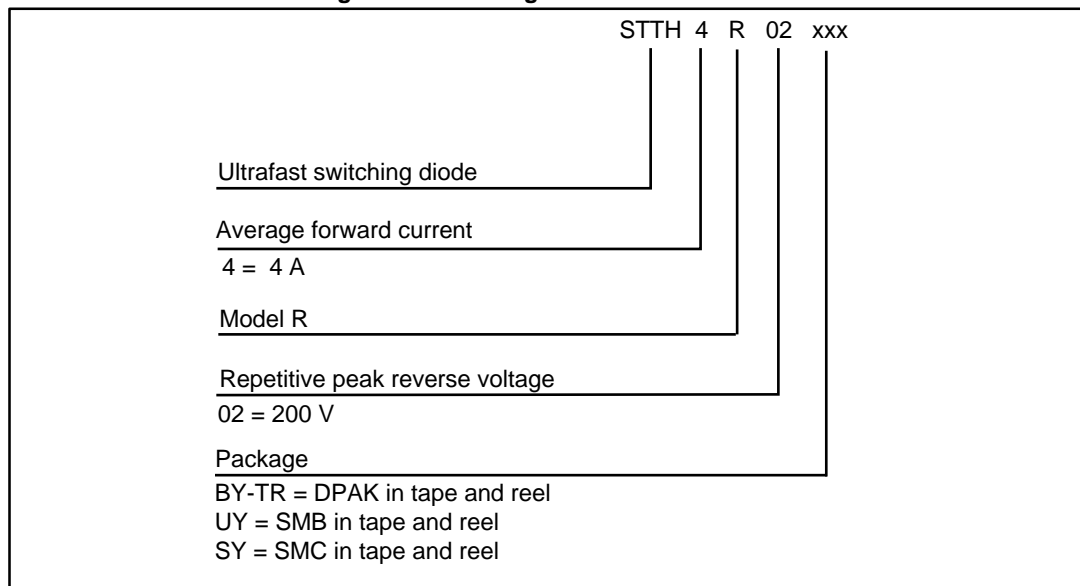 STTH 4 R 02 xxx
Ultrafast switching diode
Average forward current
4 = 4 A
Model R
Repetitive peak reverse voltage
02 = 200 V
Package
BY-TR = DPAK in tape and reel
UY = SMB in tape and reel
SY = SMC in tape and reel